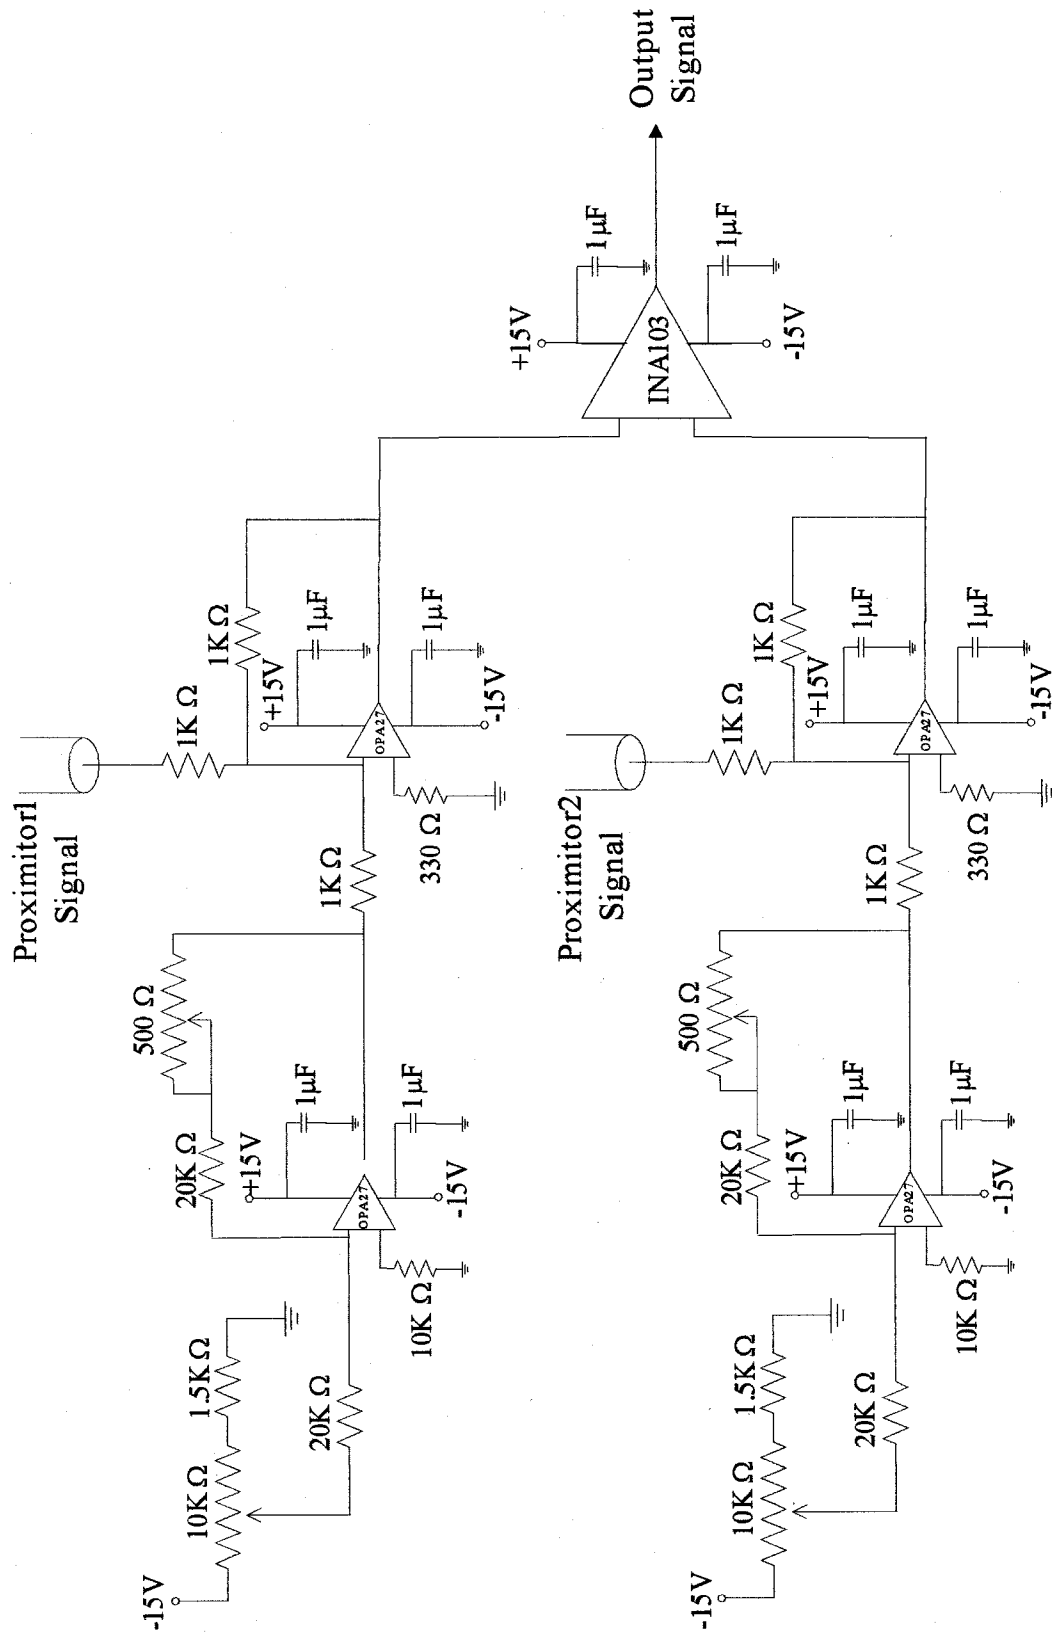 Proximitor1
Signal
1K Ω
1K Ω
+15V
1µF
1µF
-15V
OPA27
330 Ω
1K Ω
500 Ω
20K Ω
+15V
1µF
1µF
-15V
OPA27
10K Ω
1.5K Ω
10K Ω
20K Ω
-15V
+15V
1µF
INA103
1µF
-15V
Output
Signal
Proximitor2
Signal
1K Ω
1K Ω
+15V
1µF
1µF
-15V
OPA27
330 Ω
1K Ω
500 Ω
20K Ω
+15V
1µF
1µF
-15V
OPA27
10K Ω
1.5K Ω
10K Ω
20K Ω
-15V